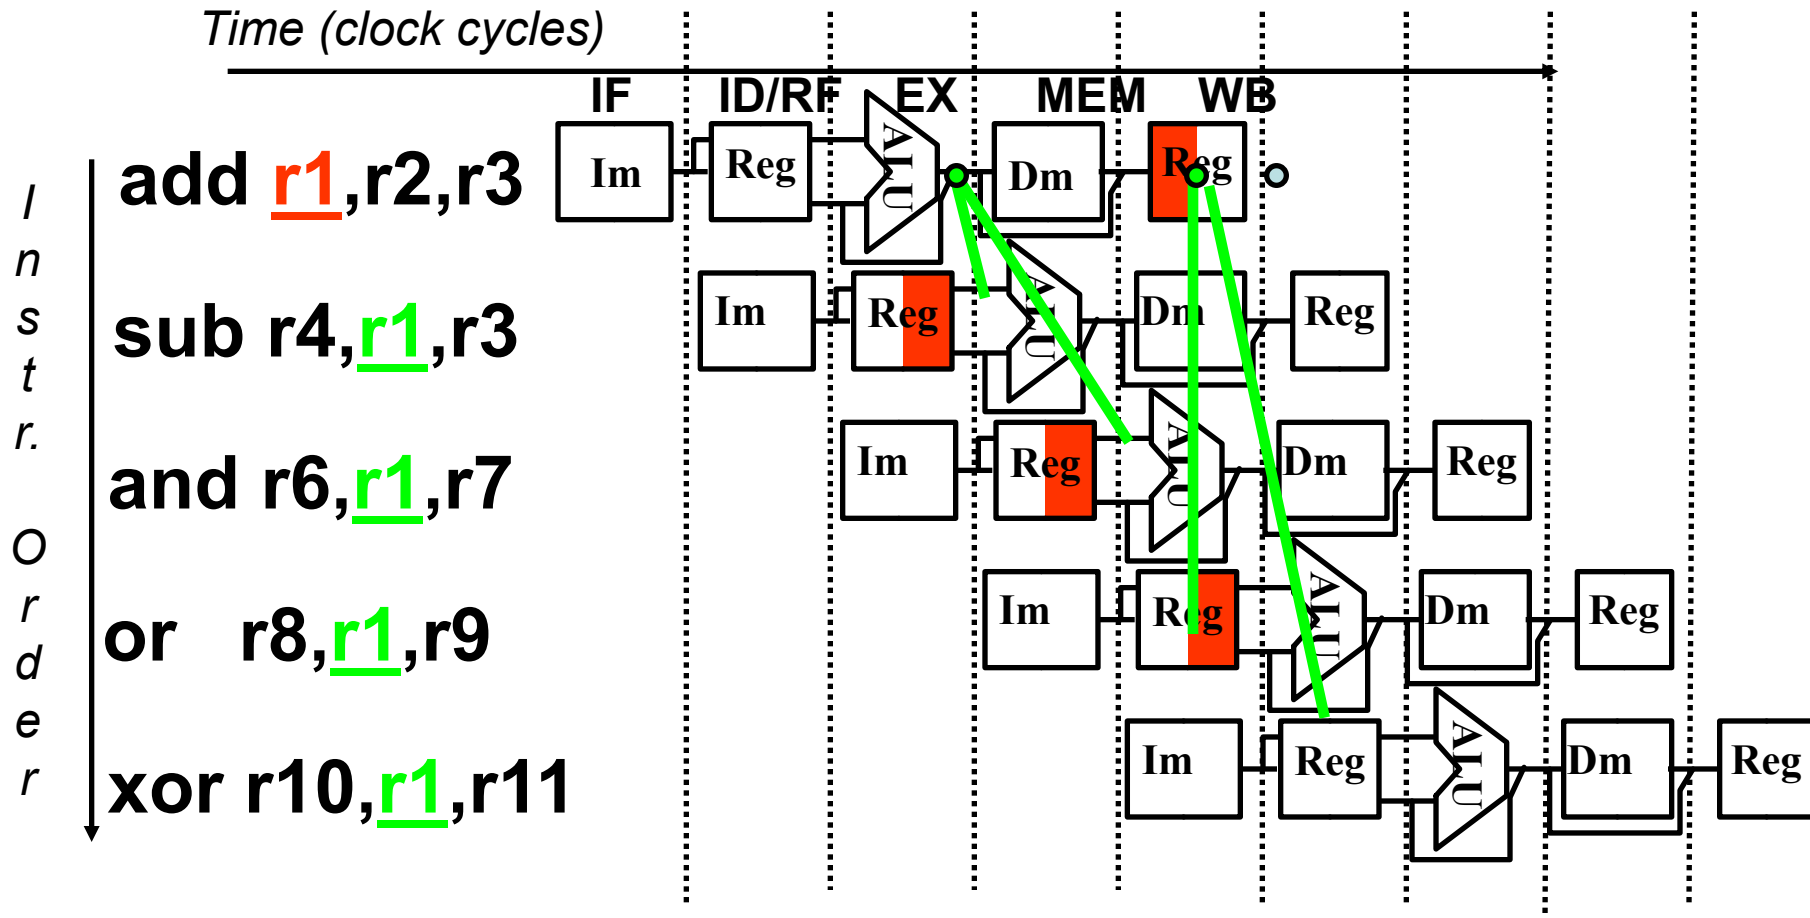 Time (clock cycles)
IF ID/RF EX MEM WB
Instr. Order
add r1,r2,r3 Im Reg ALU Dm Reg
sub r4,r1,r3 Im Reg ALU Dm Reg
and r6,r1,r7 Im Reg ALU Dm Reg
or r8,r1,r9 Im Reg ALU Dm Reg
xor r10,r1,r11 Im Reg ALU Dm Reg